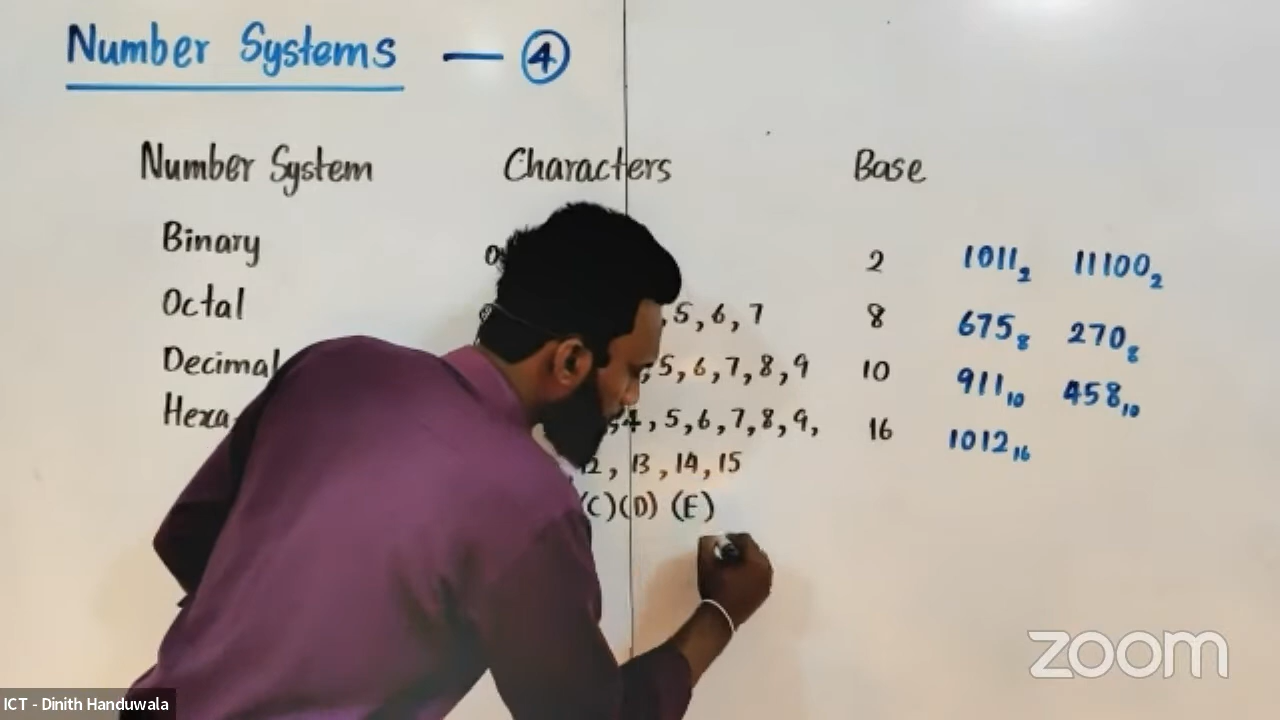 Number Systems — ④
Number System Characters Base
Binary 0 2 1011₂ 11100₂
Octal ,5,6,7 8 675₈ 270₈
Decimal ,5,6,7,8,9 10 911₁₀ 458₁₀
Hexa ,4,5,6,7,8,9, 16 1012₁₆
12, 13, 14, 15
(C)(D) (E)
zoom
ICT - Dinith Handuwala